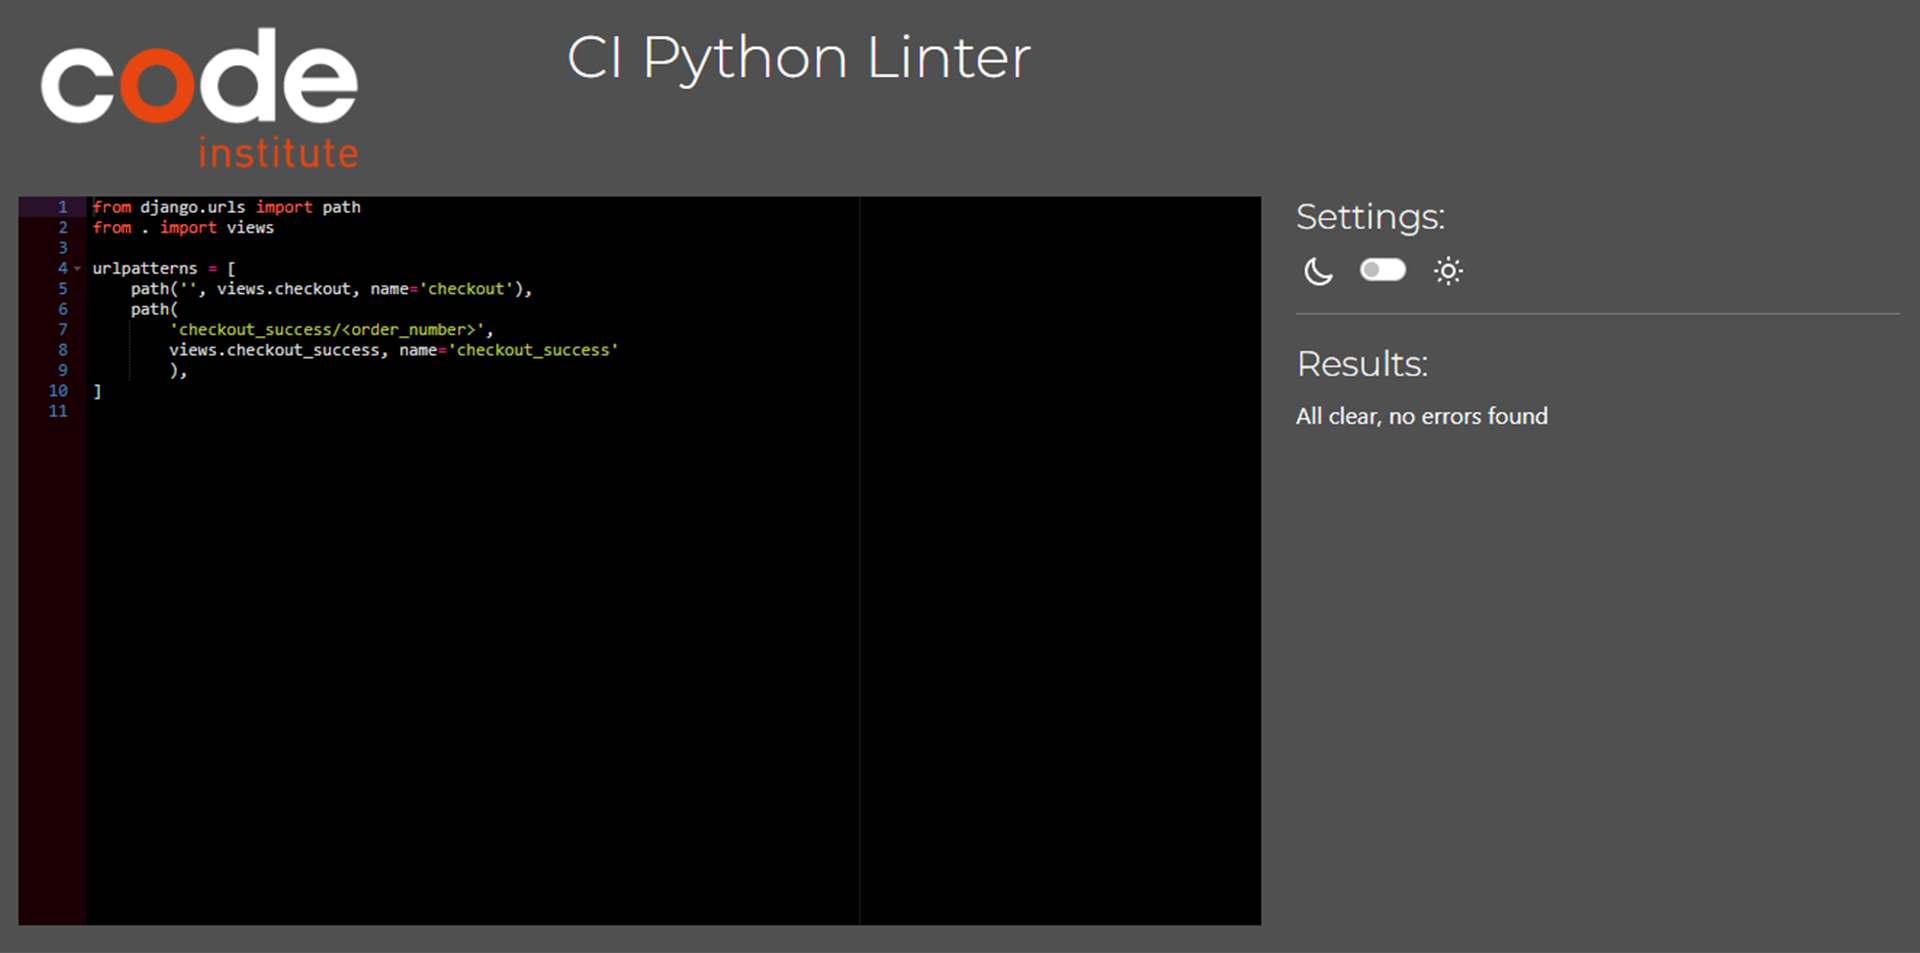 code
institute
CI Python Linter
1 from django.urls import path
2 from . import views
3
4 urlpatterns = [
5     path('', views.checkout, name='checkout'),
6     path(
7         'checkout_success/<order_number>',
8         views.checkout_success, name='checkout_success'
9         ),
10 ]
11
Settings:
Results:
All clear, no errors found